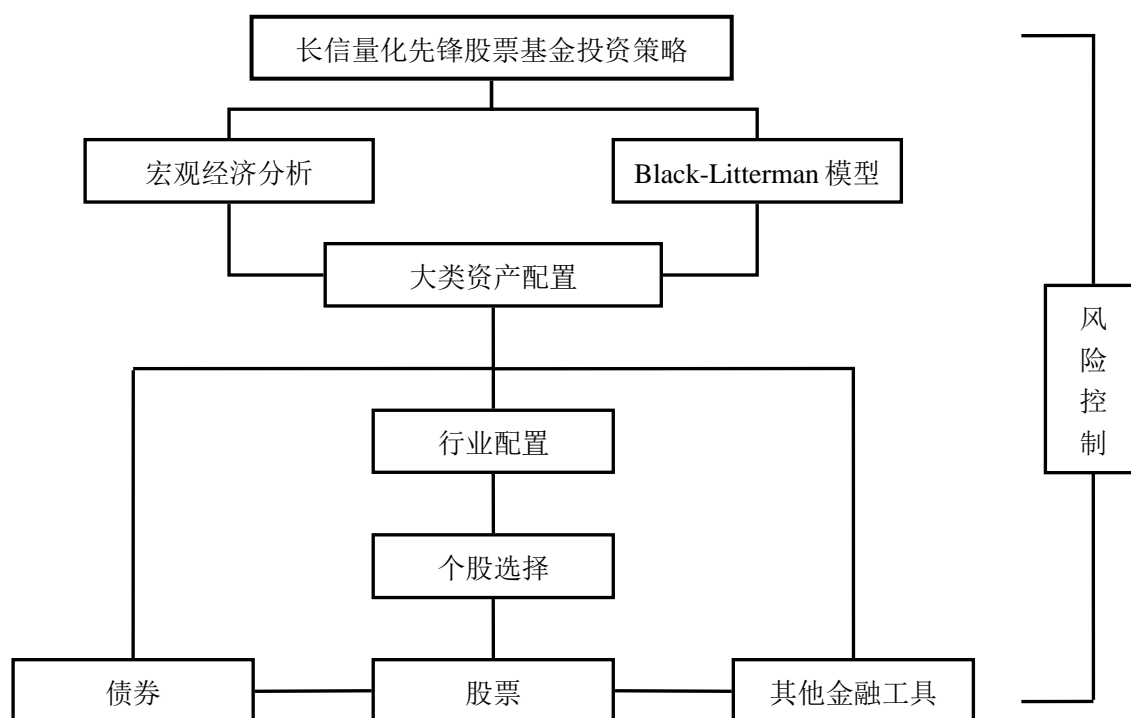 长信量化先锋股票基金投资策略
宏观经济分析
Black-Litterman 模型
大类资产配置
行业配置
个股选择
债券
股票
其他金融工具
风
险
控
制